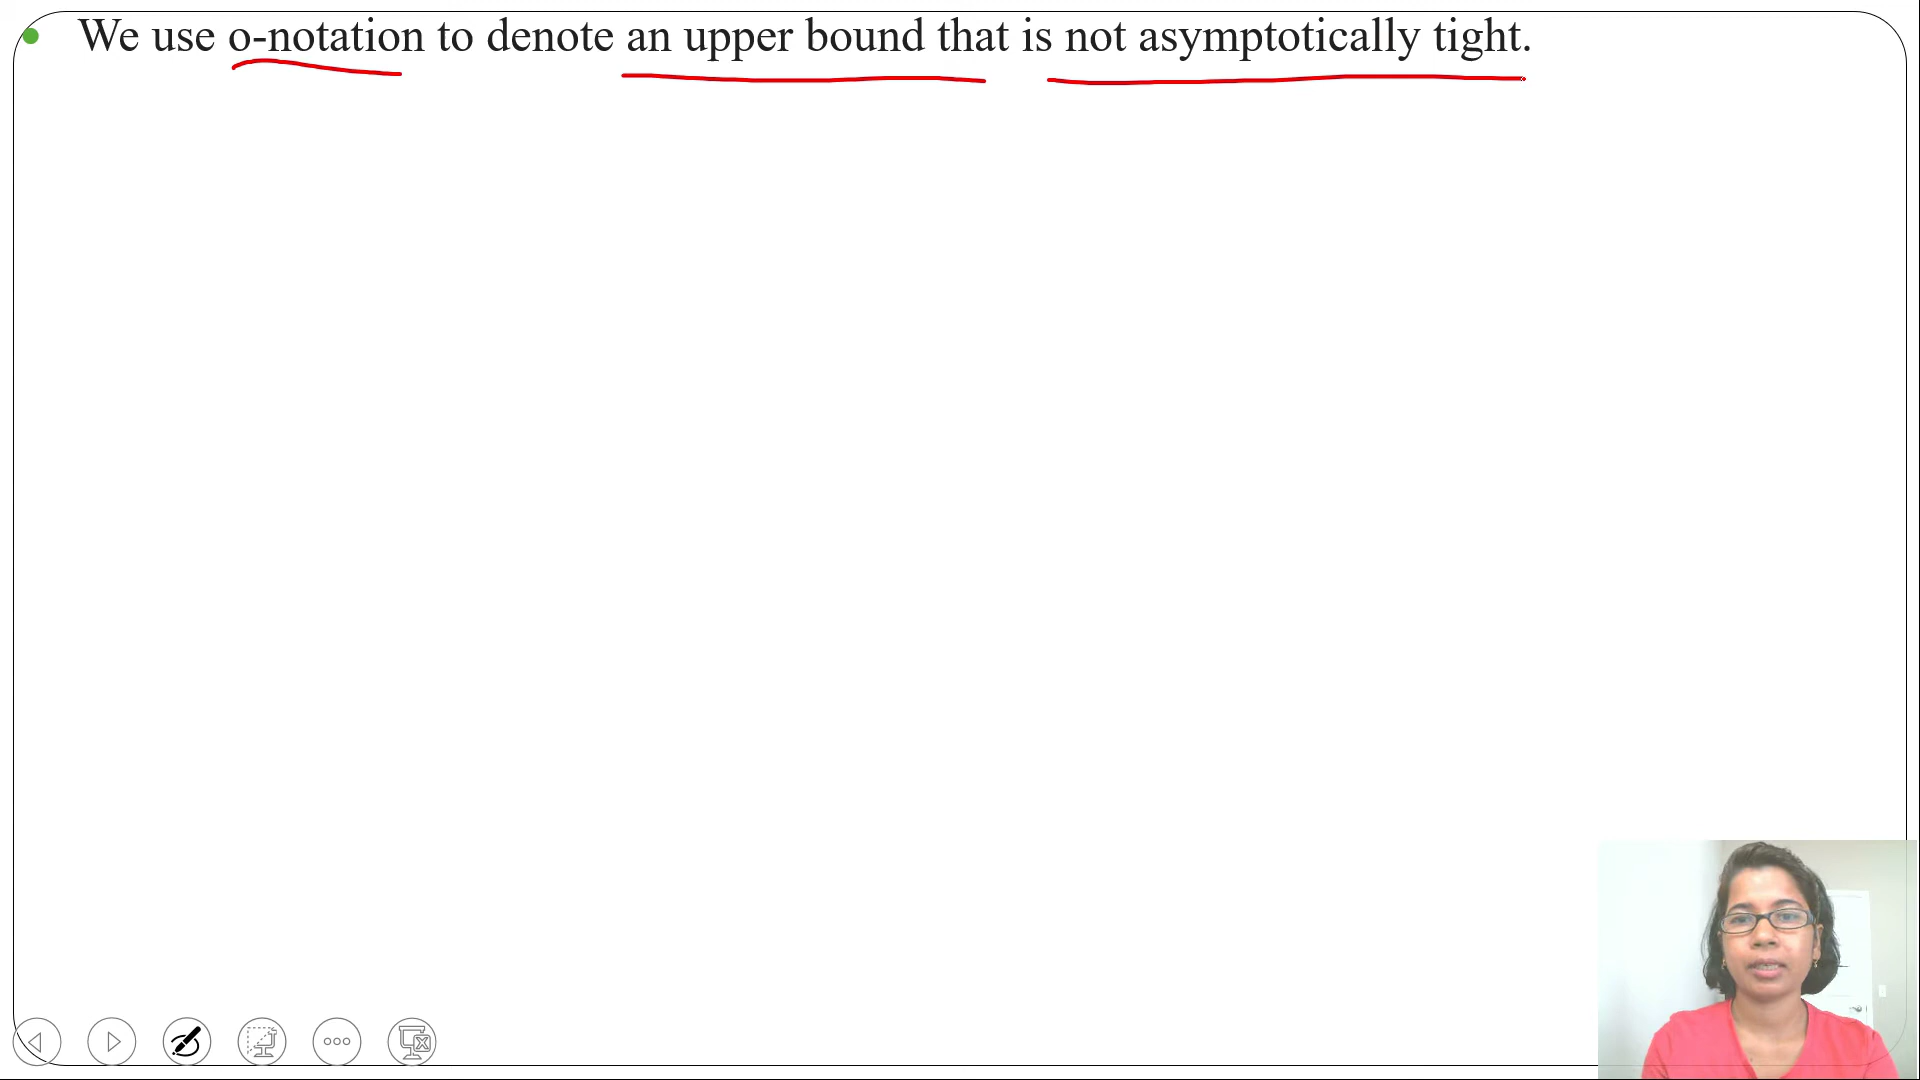 We use o-notation to denote an upper bound that is not asymptotically tight.